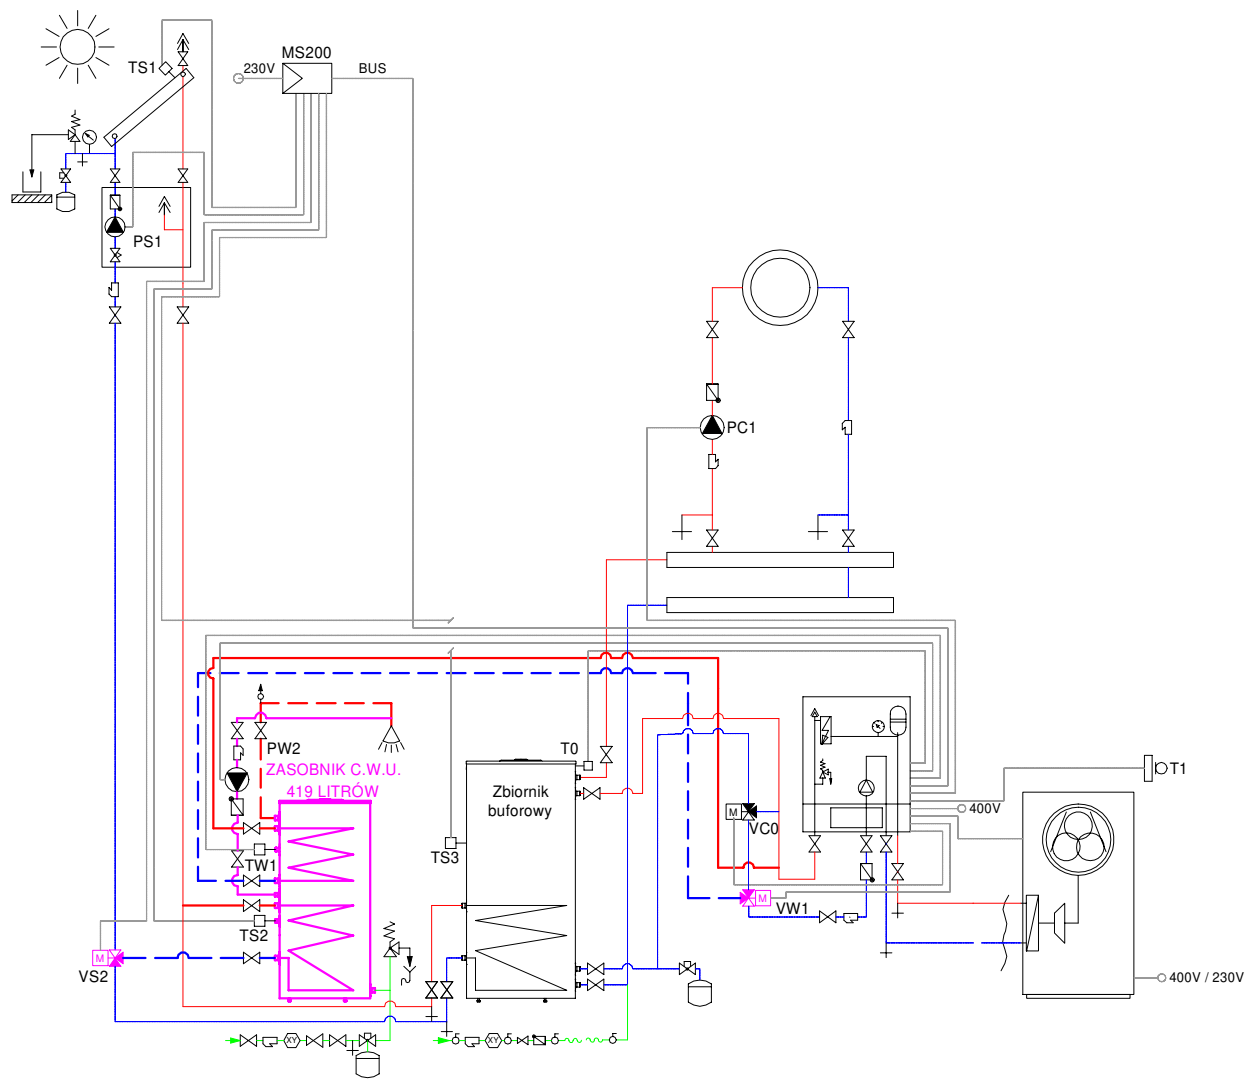 MS200
230V
BUS
TS1
PS1
PC1
PW2
ZASOBNIK C.W.U.
419 LITRÓW
T0
Zbiornik
buforowy
T1
400V
M
VC0
TS3
TW1
M
VW1
TS2
M
VS2
400V / 230V
XY
XY